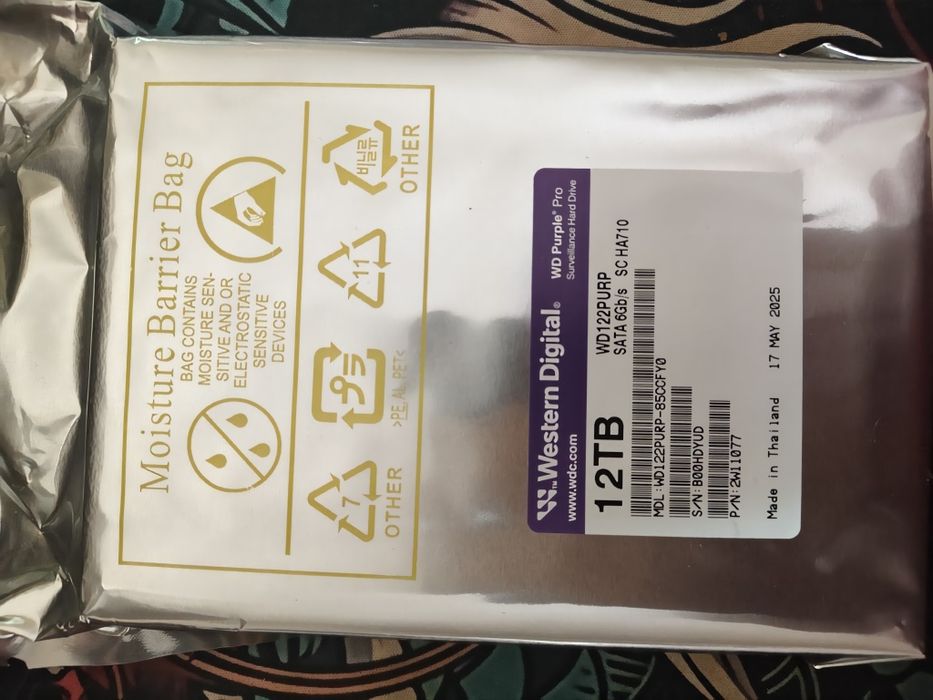 Moisture Barrier Bag
BAG CONTAINS
MOISTURE SEN-
SITIVE AND OR
ELECTROSTATIC
SENSITIVE
DEVICES
7
OTHER
>PE,AL,PET<
11
비닐류
OTHER
Western Digital®
www.wdc.com
WD Purple® Pro
Surveillance Hard Drive
12TB
WD122PURP
SATA 6Gb/s SC HA710
MDL:WD122PURP-85CCFY0
S/N:B00HDYUD
P/N:2W11077
Made in Thailand 17 MAY 2025